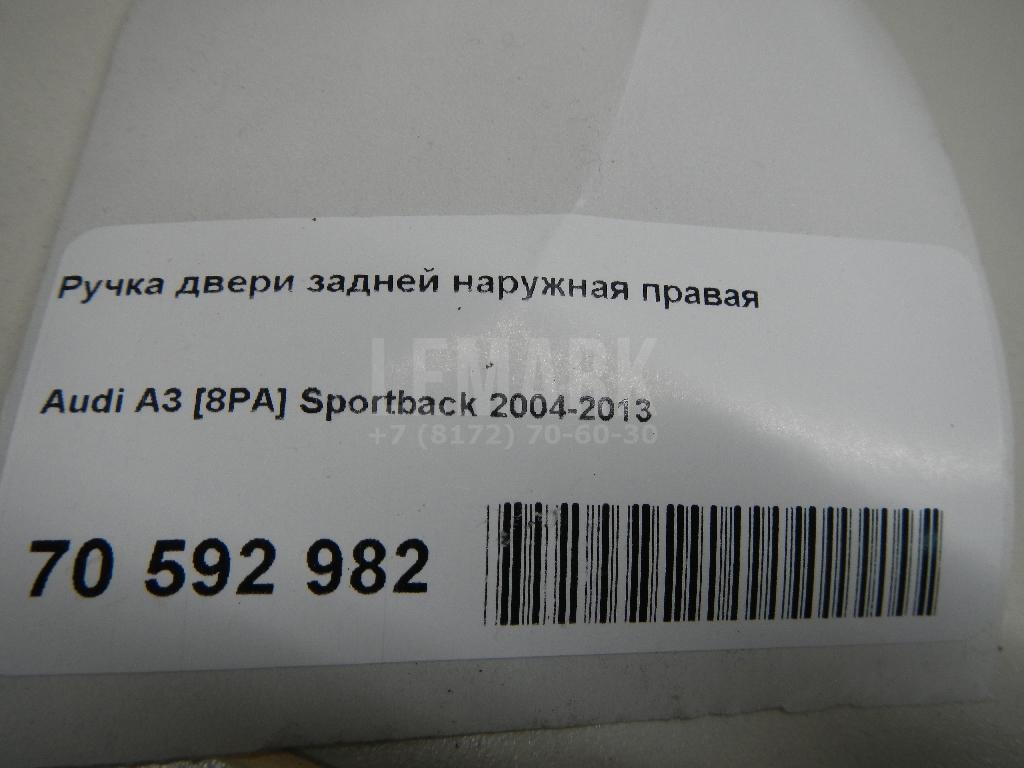 Ручка двери задней наружная правая
LEMARK
Audi A3 [8PA] Sportback 2004-2013
+7 (8172) 70-60-30
70 592 982